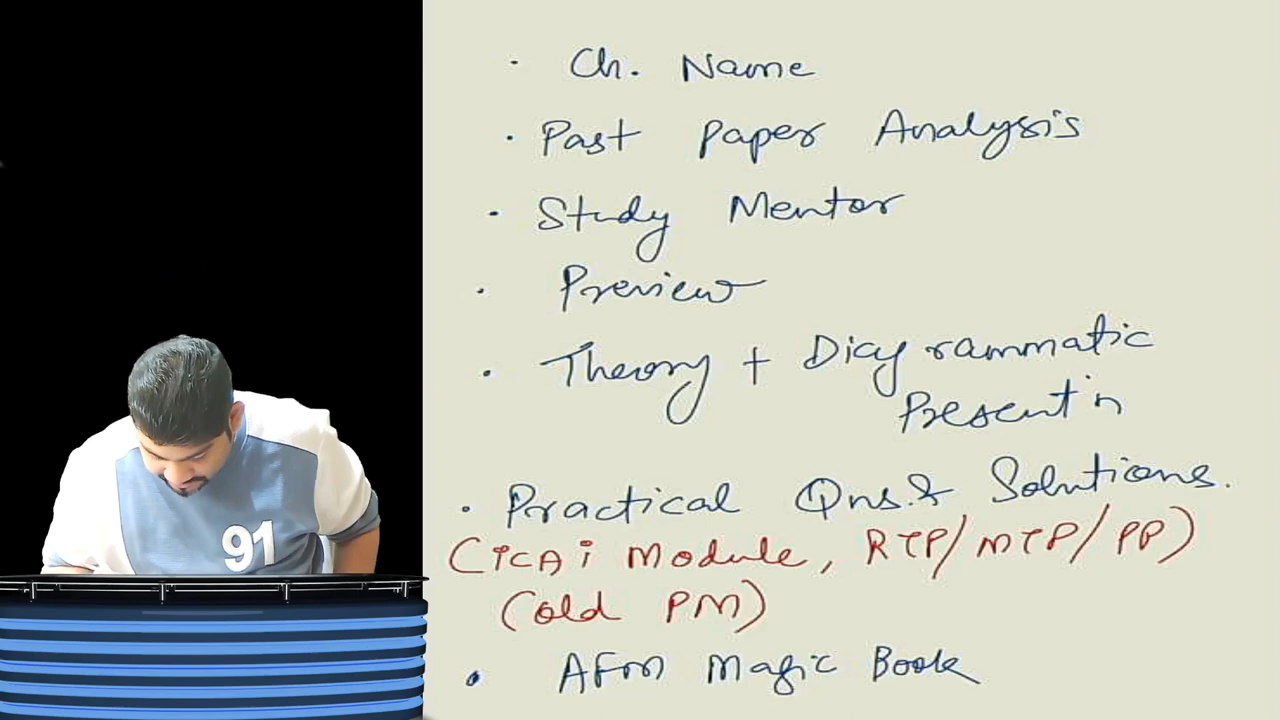 · Ch. Name
· Past Paper Analysis
· Study Mentor
· Preview
· Theory + Diagrammatic
Present'n
· Practical Qns. & Solutions.
(ICAI Module, RTP/MTP/PP)
(old PM)
· AFM Magic Book
91